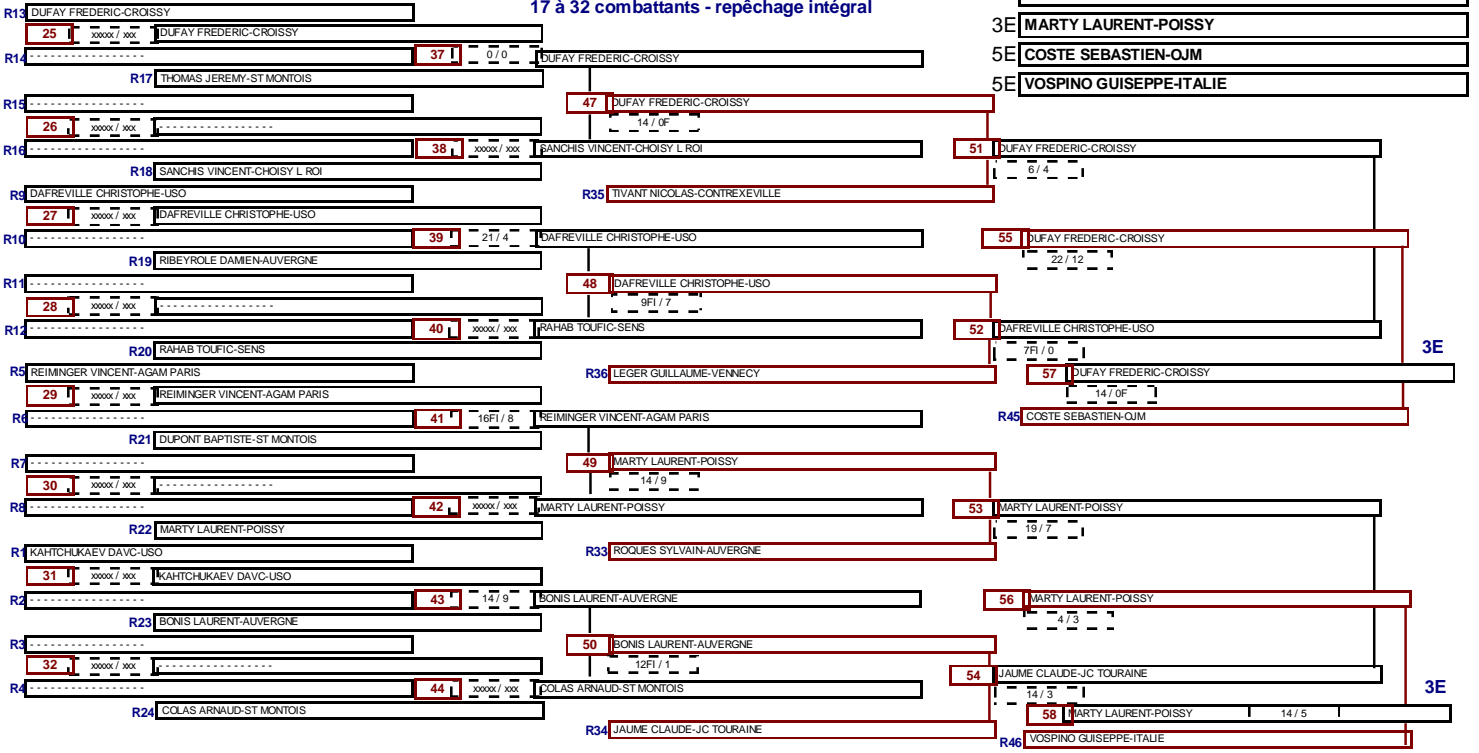 17 à 32 combattants - repêchage intégral
R13 DUFAY FREDERIC-CROISSY
3E MARTY LAURENT-POISSY
25 xxxxx / xxx DUFAY FREDERIC-CROISSY
R14 - - - - - - - - - - - - - - - - 37 0 / 0 DUFAY FREDERIC-CROISSY
5E COSTE SEBASTIEN-OJM
R17 THOMAS JEREMY-ST MONTOIS
5E VOSPINO GUISEPPE-ITALIE
R15 - - - - - - - - - - - - - - - - 47 DUFAY FREDERIC-CROISSY
14 / 0F
26 xxxxx / xxx - - - - - - - - - - - - - - - -
R16 - - - - - - - - - - - - - - - - 38 xxxxx / xxx SANCHIS VINCENT-CHOISY L ROI 51 DUFAY FREDERIC-CROISSY
R18 SANCHIS VINCENT-CHOISY L ROI 6 / 4
R9 DAFREVILLE CHRISTOPHE-USO R35 TIVANT NICOLAS-CONTREXEVILLE
27 xxxxx / xxx DAFREVILLE CHRISTOPHE-USO
R10 - - - - - - - - - - - - - - - - 39 21 / 4 DAFREVILLE CHRISTOPHE-USO 55 DUFAY FREDERIC-CROISSY
R19 RIBEYROLE DAMIEN-AUVERGNE 22 / 12
R11 - - - - - - - - - - - - - - - - 48 DAFREVILLE CHRISTOPHE-USO
28 xxxxx / xxx - - - - - - - - - - - - - - - - 9FI / 7
R12 - - - - - - - - - - - - - - - - 40 xxxxx / xxx RAHAB TOUFIC-SENS 52 DAFREVILLE CHRISTOPHE-USO
R20 RAHAB TOUFIC-SENS 7FI / 0 3E
R5 REIMINGER VINCENT-AGAM PARIS R36 LEGER GUILLAUME-VENNECY 57 DUFAY FREDERIC-CROISSY
29 xxxxx / xxx REIMINGER VINCENT-AGAM PARIS 14 / 0F
R6 - - - - - - - - - - - - - - - - 41 16FI / 8 REIMINGER VINCENT-AGAM PARIS R45 COSTE SEBASTIEN-OJM
R21 DUPONT BAPTISTE-ST MONTOIS
R7 - - - - - - - - - - - - - - - - 49 MARTY LAURENT-POISSY
30 xxxxx / xxx - - - - - - - - - - - - - - - - 14 / 9
R8 - - - - - - - - - - - - - - - - 42 xxxxx / xxx MARTY LAURENT-POISSY 53 MARTY LAURENT-POISSY
R22 MARTY LAURENT-POISSY 19 / 7
R1 KAHTCHUKAEV DAVC-USO R33 ROQUES SYLVAIN-AUVERGNE
31 xxxxx / xxx KAHTCHUKAEV DAVC-USO
R2 - - - - - - - - - - - - - - - - 43 14 / 9 BONIS LAURENT-AUVERGNE 56 MARTY LAURENT-POISSY
R23 BONIS LAURENT-AUVERGNE 4 / 3
R3 - - - - - - - - - - - - - - - - 50 BONIS LAURENT-AUVERGNE
32 xxxxx / xxx - - - - - - - - - - - - - - - - 12FI / 1
54 JAUME CLAUDE-JC TOURAINE
R4 - - - - - - - - - - - - - - - - 44 xxxxx / xxx COLAS ARNAUD-ST MONTOIS 14 / 3 3E
R24 COLAS ARNAUD-ST MONTOIS 58 MARTY LAURENT-POISSY 14 / 5
R34 JAUME CLAUDE-JC TOURAINE
R46 VOSPINO GUISEPPE-ITALIE